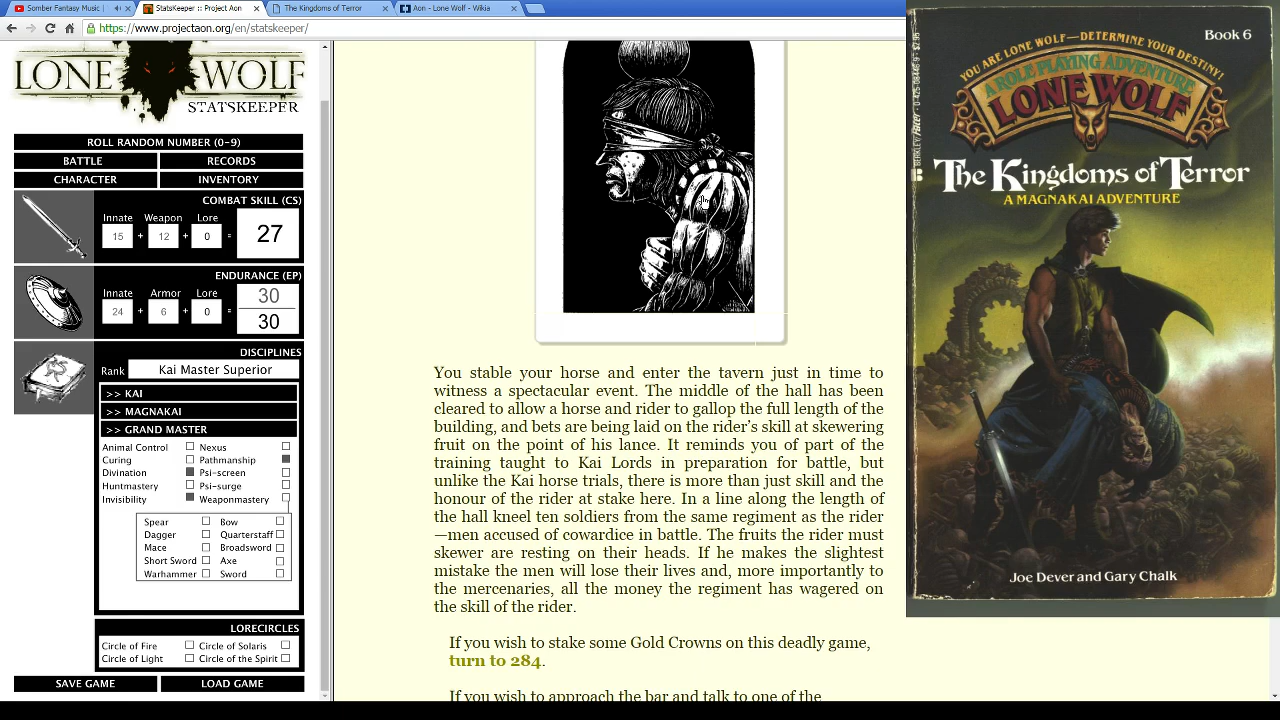 Somber Fantasy Music |
StatsKeeper :: Project Aon
The Kingdoms of Terror
Aon - Lone Wolf - Wikia
https://www.projectaon.org/en/statskeeper/
LONE WOLF
STATSKEEPER
ROLL RANDOM NUMBER (0-9)
BATTLE RECORDS
CHARACTER INVENTORY
COMBAT SKILL (CS)
Innate Weapon Lore
15 + 12 + 0 = 27
ENDURANCE (EP)
Innate Armor Lore 30
24 + 6 + 0 = 30
DISCIPLINES
Rank Kai Master Superior
>> KAI
>> MAGNAKAI
>> GRAND MASTER
Animal Control Nexus
Curing Pathmanship
Divination Psi-screen
Huntmastery Psi-surge
Invisibility Weaponmastery
Spear Bow
Dagger Quarterstaff
Mace Broadsword
Short Sword Axe
Warhammer Sword
LORECIRCLES
Circle of Fire Circle of Solaris
Circle of Light Circle of the Spirit
SAVE GAME LOAD GAME
You stable your horse and enter the tavern just in time to
witness a spectacular event. The middle of the hall has been
cleared to allow a horse and rider to gallop the full length of the
building, and bets are being laid on the rider's skill at skewering
fruit on the point of his lance. It reminds you of part of the
training taught to Kai Lords in preparation for battle, but
unlike the Kai horse trials, there is more than just skill and the
honour of the rider at stake here. In a line along the length of
the hall kneel ten soldiers from the same regiment as the rider
—men accused of cowardice in battle. The fruits the rider must
skewer are resting on their heads. If he makes the slightest
mistake the men will lose their lives and, more importantly to
the mercenaries, all the money the regiment has wagered on
the skill of the rider.
If you wish to stake some Gold Crowns on this deadly game,
turn to 284.
If you wish to approach the bar and talk to one of the
Book 6
YOU ARE LONE WOLF—DETERMINE YOUR DESTINY!
A ROLE PLAYING ADVENTURE
LONE WOLF
The Kingdoms of Terror
A MAGNAKAI ADVENTURE
Joe Dever and Gary Chalk